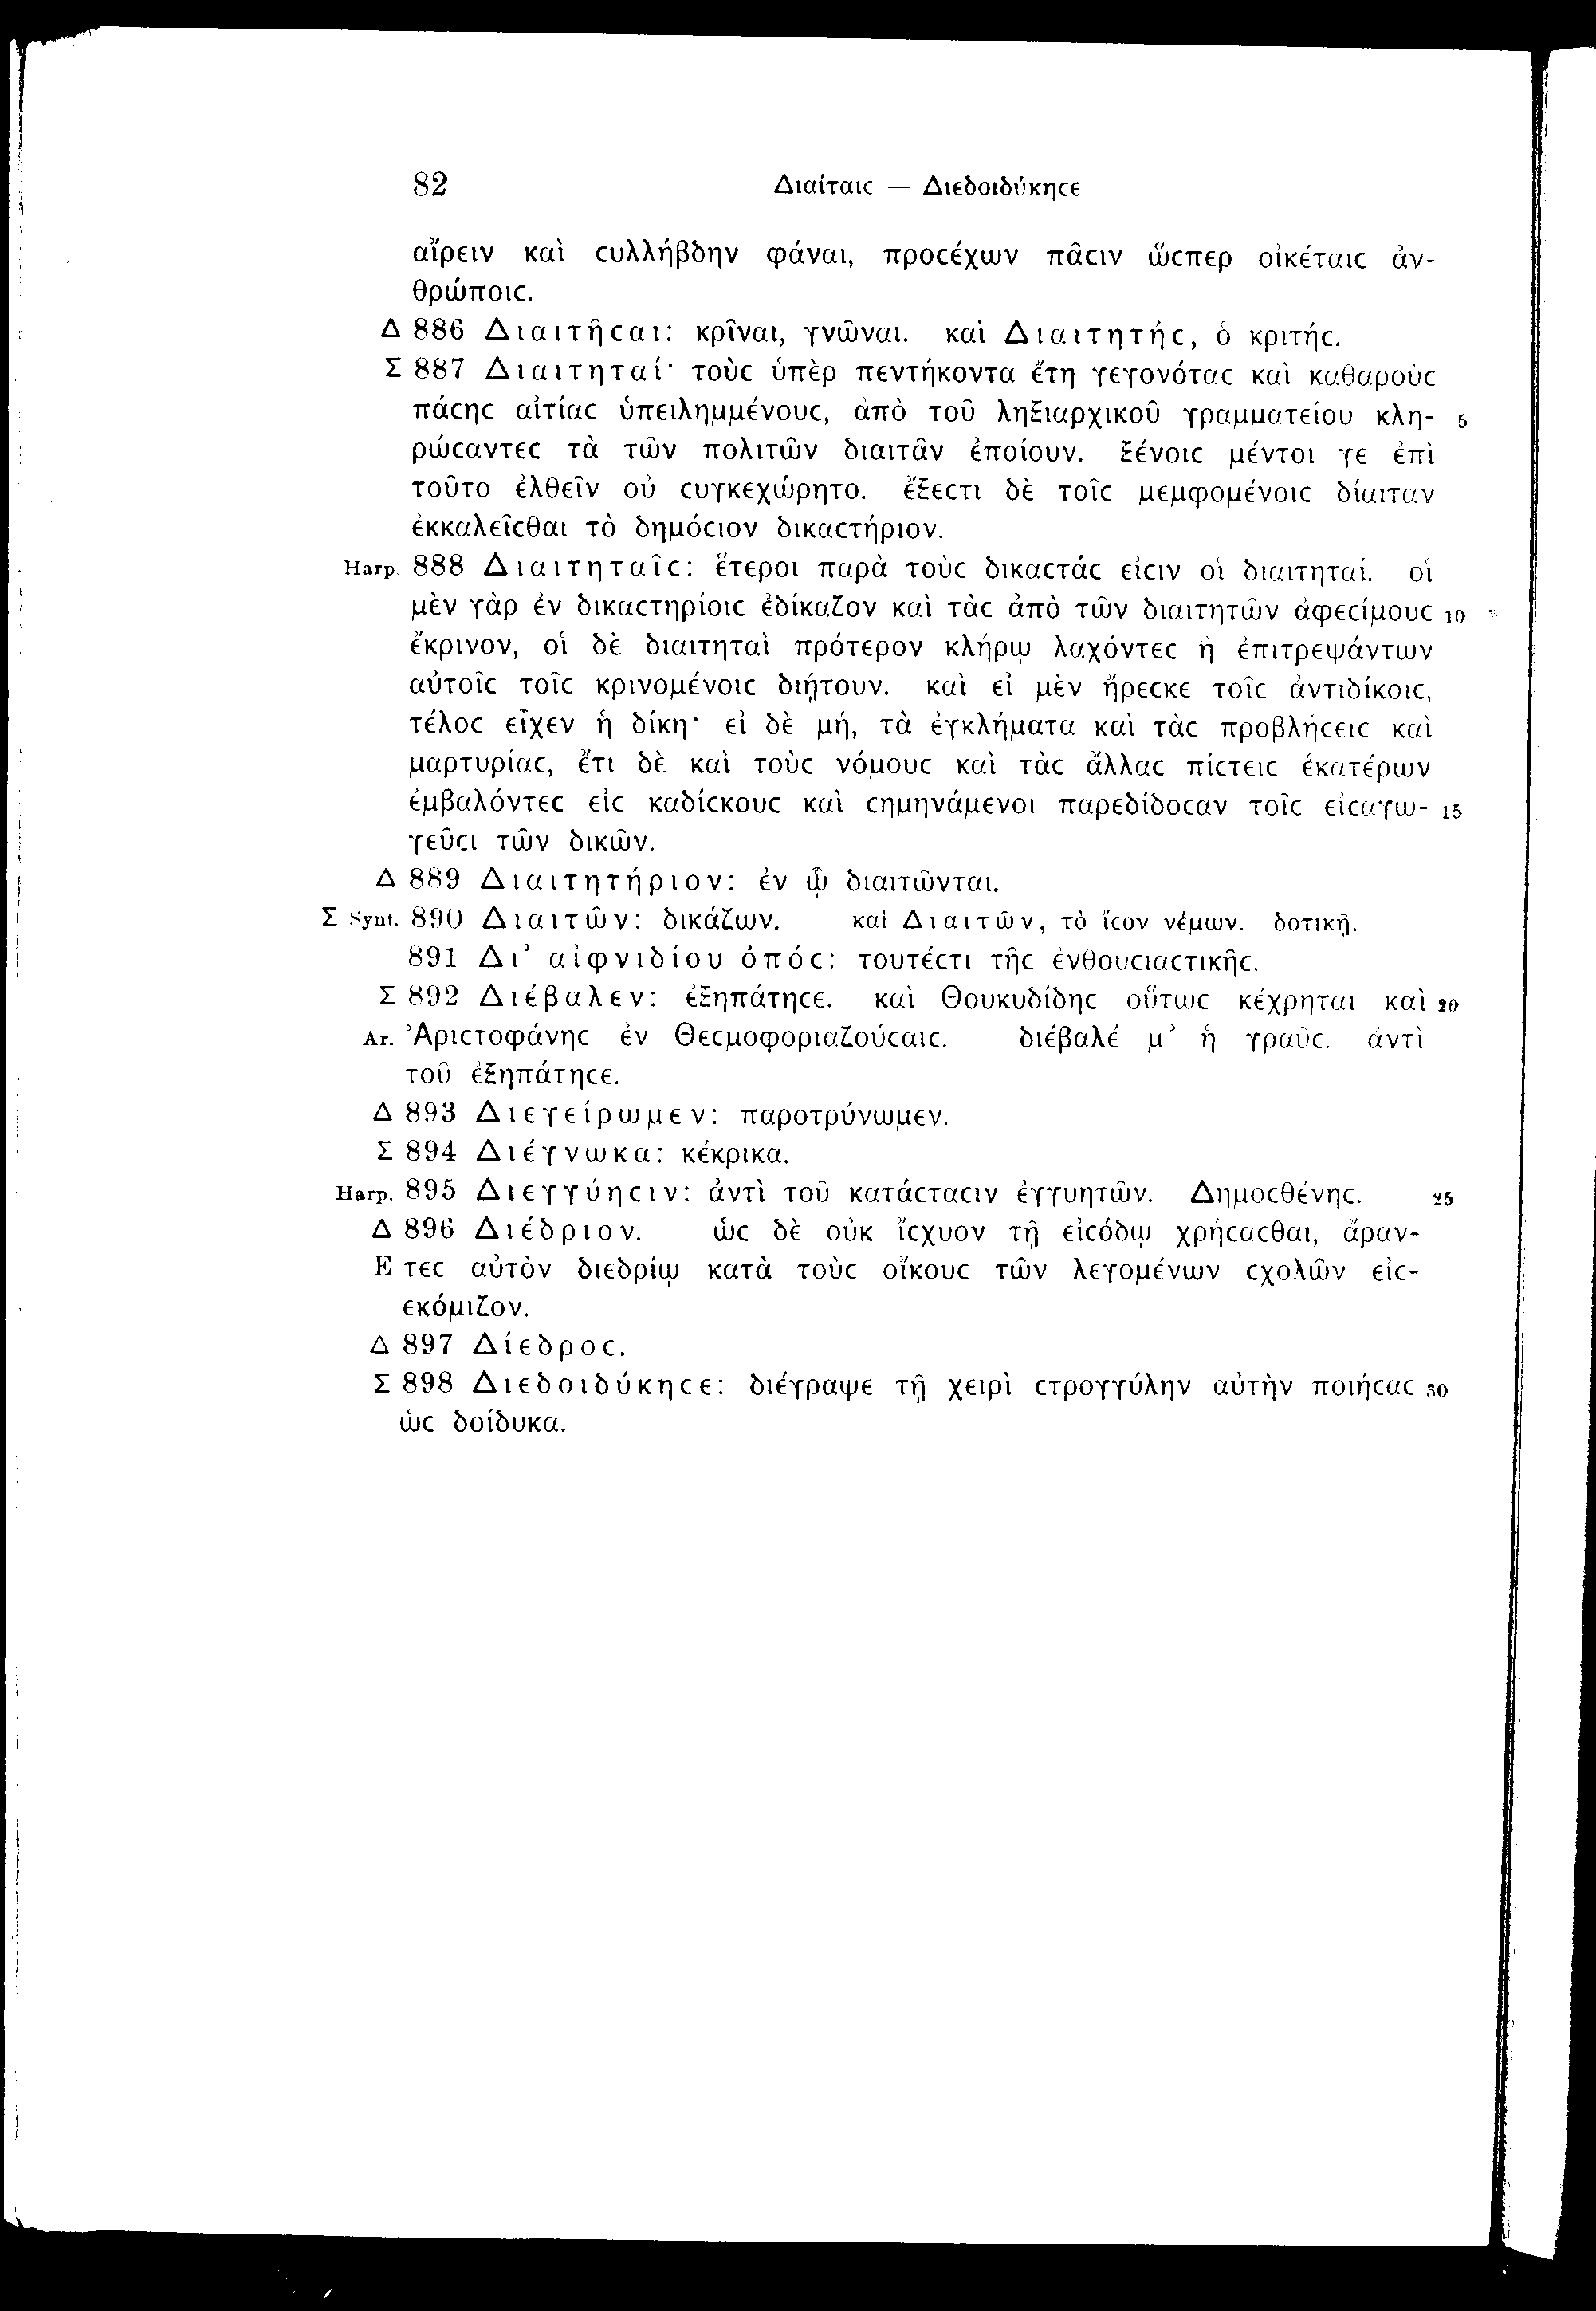 82 Διαίταιϲ — Διεδοιδύκηϲε
αἴρειν καὶ ϲυλλήβδην φάναι, προϲέχων πᾶϲιν ὥϲπερ οἰκέταιϲ ἀν-
θρώποιϲ.
Δ 886 Διαιτῆϲαι: κρῖναι, γνῶναι. καὶ Διαιτητήϲ, ὁ κριτήϲ.
Σ 887 Διαιτηταί· τοὺϲ ὑπὲρ πεντήκοντα ἔτη γεγονόταϲ καὶ καθαροὺϲ
πάϲηϲ αἰτίαϲ ὑπειλημμένουϲ, ἀπὸ τοῦ ληξιαρχικοῦ γραμματείου κλη- 5
ρώϲαντεϲ τὰ τῶν πολιτῶν διαιτᾶν ἐποίουν. ξένοιϲ μέντοι γε ἐπὶ
τοῦτο ἐλθεῖν οὐ ϲυγκεχώρητο. ἔξεϲτι δὲ τοῖϲ μεμφομένοιϲ δίαιταν
ἐκκαλεῖϲθαι τὸ δημόϲιον δικαϲτήριον.
Harp. 888 Διαιτηταῖϲ: ἕτεροι παρὰ τοὺϲ δικαϲτάϲ εἰϲιν οἱ διαιτηταί. οἱ
μὲν γὰρ ἐν δικαϲτηρίοιϲ ἐδίκαζον καὶ τὰϲ ἀπὸ τῶν διαιτητῶν ἀφεϲίμουϲ 10
ἔκρινον, οἱ δὲ διαιτηταὶ πρότερον κλήρῳ λαχόντεϲ ἢ ἐπιτρεψάντων
αὐτοῖϲ τοῖϲ κρινομένοιϲ διῄτουν. καὶ εἰ μὲν ἤρεϲκε τοῖϲ ἀντιδίκοιϲ,
τέλοϲ εἶχεν ἡ δίκη· εἰ δὲ μή, τὰ ἐγκλήματα καὶ τὰϲ προβλήϲειϲ καὶ
μαρτυρίαϲ, ἔτι δὲ καὶ τοὺϲ νόμουϲ καὶ τὰϲ ἄλλαϲ πίϲτειϲ ἑκατέρων
ἐμβαλόντεϲ εἰϲ καδίϲκουϲ καὶ ϲημηνάμενοι παρεδίδοϲαν τοῖϲ εἰϲαγω- 15
γεῦϲι τῶν δικῶν.
Δ 889 Διαιτητήριον: ἐν ᾧ διαιτῶνται.
Σ Synt. 890 Διαιτῶν: δικάζων. καὶ Διαιτῶν, τὸ ἴϲον νέμων. δοτικῇ.
891 Δι' αἰφνιδίου ὀπόϲ: τουτέϲτι τῆϲ ἐνθουϲιαϲτικῆϲ.
Σ 892 Διέβαλεν: ἐξηπάτηϲε. καὶ Θουκυδίδηϲ οὕτωϲ κέχρηται καὶ 20
Ar. Ἀριϲτοφάνηϲ ἐν Θεϲμοφοριαζούϲαιϲ. διέβαλέ μ' ἡ γραῦϲ. ἀντὶ
τοῦ ἐξηπάτηϲε.
Δ 893 Διεγείρωμεν: παροτρύνωμεν.
Σ 894 Διέγνωκα: κέκρικα.
Harp. 895 Διεγγύηϲιν: ἀντὶ τοῦ κατάϲταϲιν ἐγγυητῶν. Δημοϲθένηϲ. 25
Δ 896 Διέδριον. ὡϲ δὲ οὐκ ἴϲχυον τῇ εἰϲόδῳ χρήϲαϲθαι, ἄραν-
E τεϲ αὐτὸν διεδρίῳ κατὰ τοὺϲ οἴκουϲ τῶν λεγομένων ϲχολῶν εἰϲ-
εκόμιζον.
Δ 897 Δίεδροϲ.
Σ 898 Διεδοιδύκηϲε: διέγραψε τῇ χειρὶ ϲτρογγύλην αὐτὴν ποιήϲαϲ 30
ὡϲ δοίδυκα.